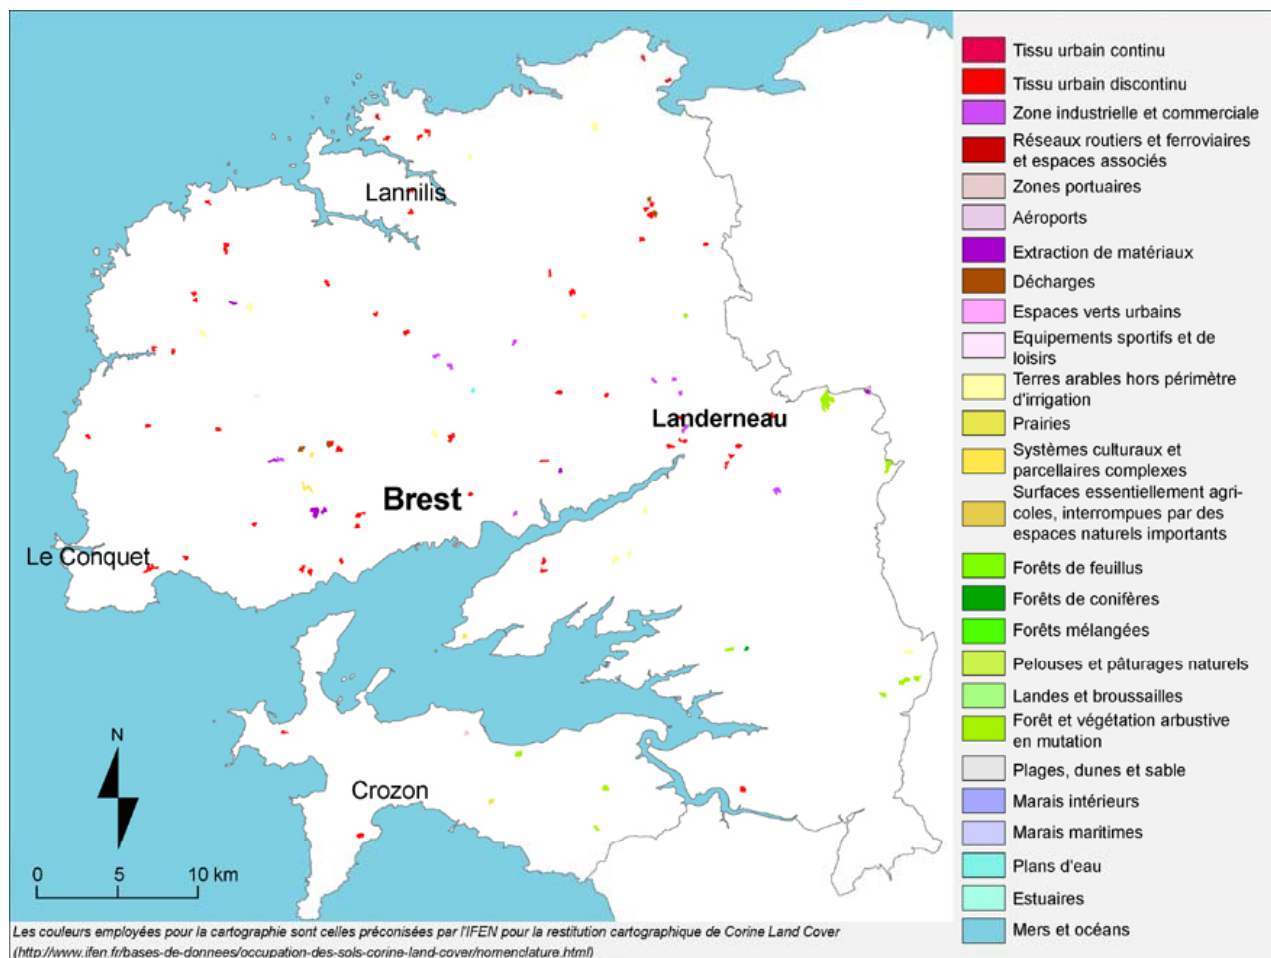 Lannilis
Landerneau
Brest
Le Conquet
Crozon
N
0 5 10 km
Tissu urbain continu
Tissu urbain discontinu
Zone industrielle et commerciale
Réseaux routiers et ferroviaires
et espaces associés
Zones portuaires
Aéroports
Extraction de matériaux
Décharges
Espaces verts urbains
Equipements sportifs et de
loisirs
Terres arables hors périmètre
d'irrigation
Prairies
Systèmes culturaux et
parcellaires complexes
Surfaces essentiellement agri-
coles, interrompues par des
espaces naturels importants
Forêts de feuillus
Forêts de conifères
Forêts mélangées
Pelouses et pâturages naturels
Landes et broussailles
Forêt et végétation arbustive
en mutation
Plages, dunes et sable
Marais intérieurs
Marais maritimes
Plans d'eau
Estuaires
Mers et océans
Les couleurs employées pour la cartographie sont celles préconisées par l'IFEN pour la restitution cartographique de Corine Land Cover
(http://www.ifen.fr/bases-de-donnees/occupation-des-sols-corine-land-cover/nomenclature.html)